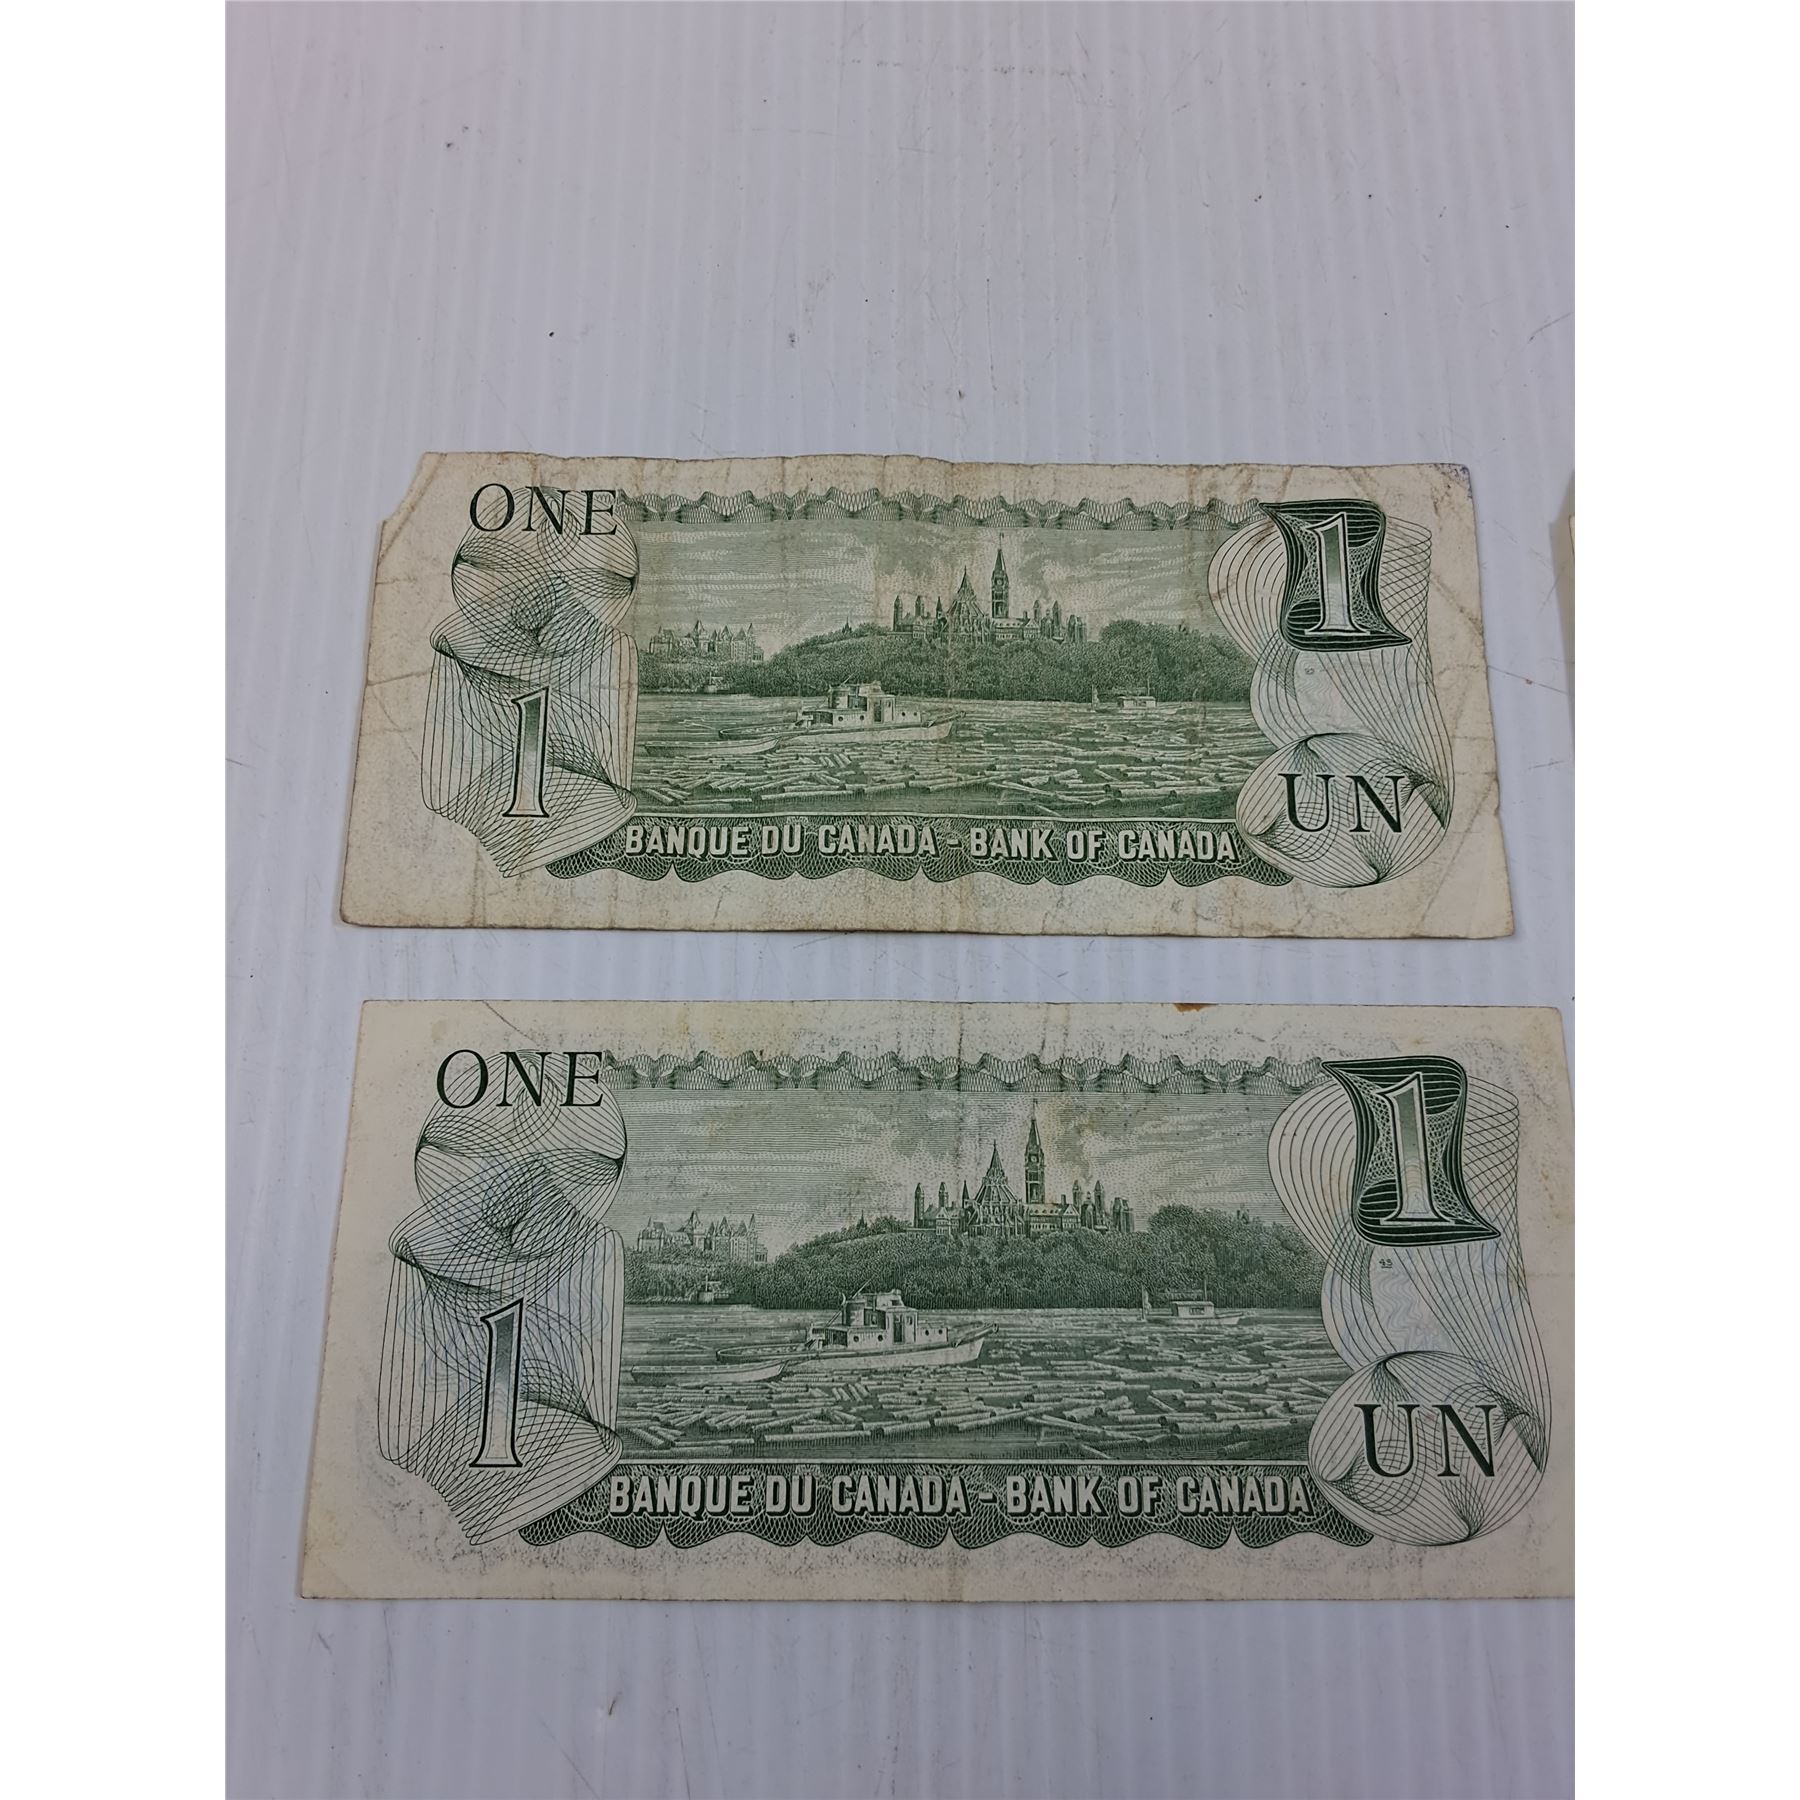 ONE 1
1 UN
BANQUE DU CANADA - BANK OF CANADA
ONE 1
43
1 UN
BANQUE DU CANADA - BANK OF CANADA